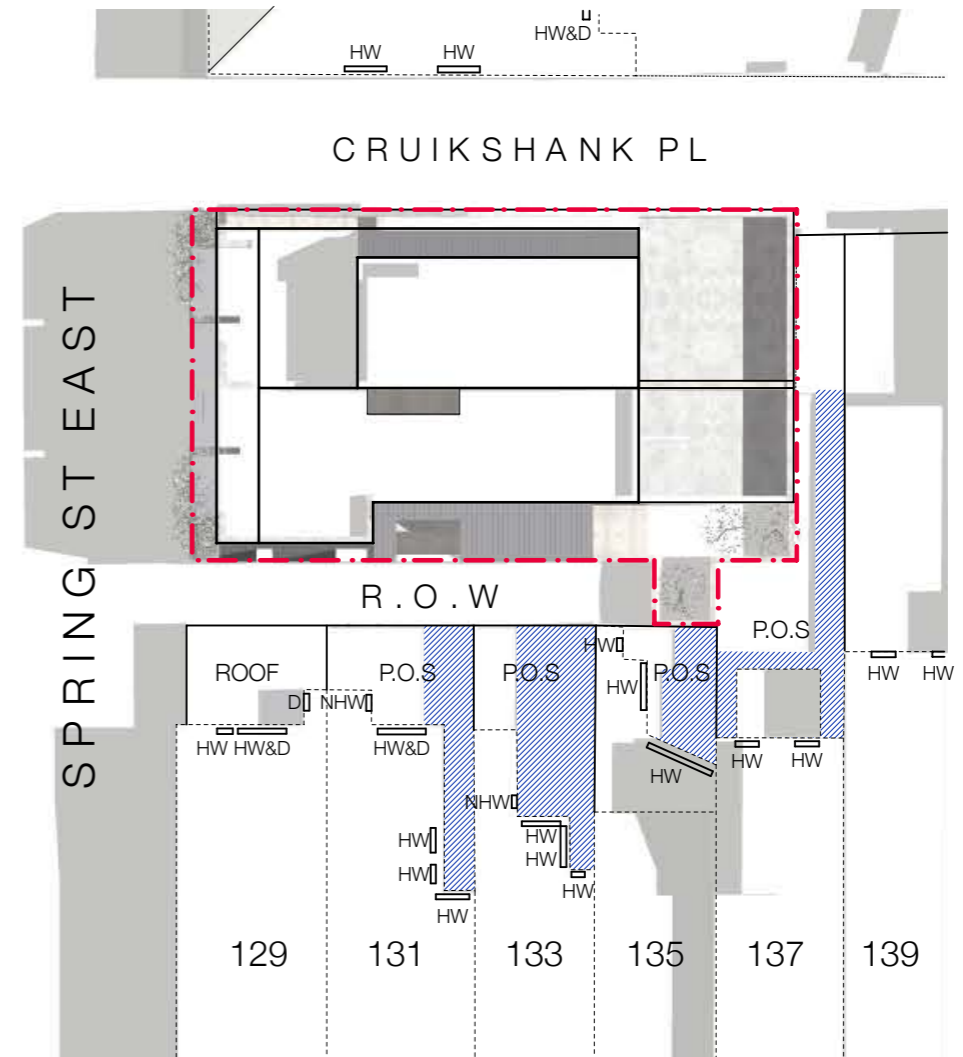 HW&D
HW HW
CRUIKSHANK PL
SPRING ST EAST
R.O.W
P.O.S
ROOF P.O.S P.O.S P.O.S
HW
HW HW
D NHW HW
HW HW&D HW&D HW HW HW
NHW
HW HW
HW HW
HW
HW
129 131 133 135 137 139